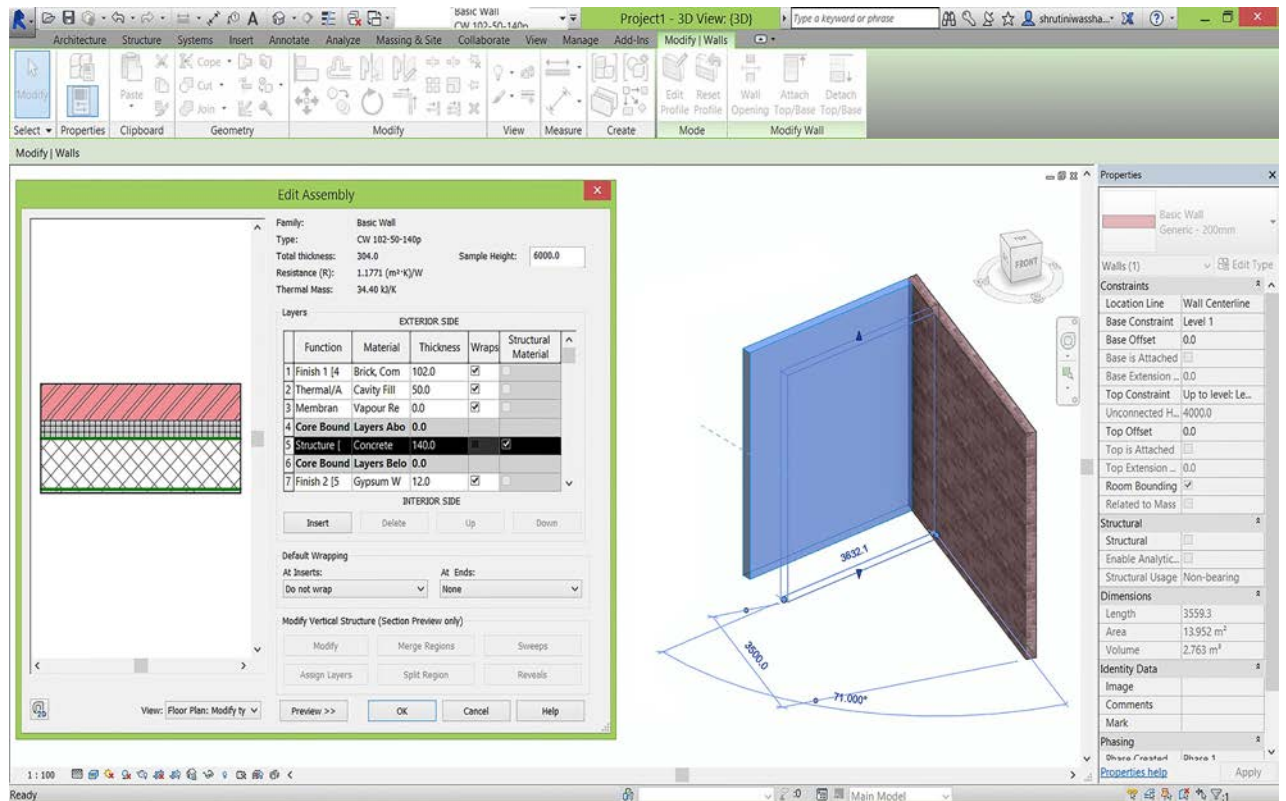 Basic Wall
CW 102-50-140p
Project1 - 3D View: {3D}
Type a keyword or phrase
shrutiniwassha...
Architecture Structure Systems Insert Annotate Analyze Massing & Site Collaborate View Manage Add-Ins Modify | Walls
Modify
Paste
Cope
Cut
Join
Edit Profile
Reset Profile
Wall Opening
Attach Top/Base
Detach Top/Base
Select Properties Clipboard Geometry Modify View Measure Create Mode Modify Wall
Modify | Walls
Edit Assembly
Family: Basic Wall
Type: CW 102-50-140p
Total thickness: 304.0 Sample Height: 6000.0
Resistance (R): 1.1771 (m²·K)/W
Thermal Mass: 34.40 kJ/K
Layers
EXTERIOR SIDE
Function Material Thickness Wraps Structural Material
1 Finish 1 [4 Brick, Com 102.0
2 Thermal/A Cavity Fill 50.0
3 Membran Vapour Re 0.0
4 Core Bound Layers Abo 0.0
5 Structure [ Concrete 140.0
6 Core Bound Layers Belo 0.0
7 Finish 2 [5 Gypsum W 12.0
INTERIOR SIDE
Insert Delete Up Down
Default Wrapping
At Inserts: At Ends:
Do not wrap None
Modify Vertical Structure (Section Preview only)
Modify Merge Regions Sweeps
Assign Layers Split Region Reveals
View: Floor Plan: Modify ty Preview >> OK Cancel Help
TOP
FRONT
3632.1
3500.0
71.000°
Properties
Basic Wall
Generic - 200mm
Walls (1) Edit Type
Constraints
Location Line Wall Centerline
Base Constraint Level 1
Base Offset 0.0
Base is Attached
Base Extension ... 0.0
Top Constraint Up to level: Le...
Unconnected H... 4000.0
Top Offset 0.0
Top is Attached
Top Extension ... 0.0
Room Bounding
Related to Mass
Structural
Structural
Enable Analytic...
Structural Usage Non-bearing
Dimensions
Length 3559.3
Area 13.952 m²
Volume 2.763 m³
Identity Data
Image
Comments
Mark
Phasing
Phase Created Phase 1
Properties help Apply
1 : 100
Ready
:0 Main Model :1